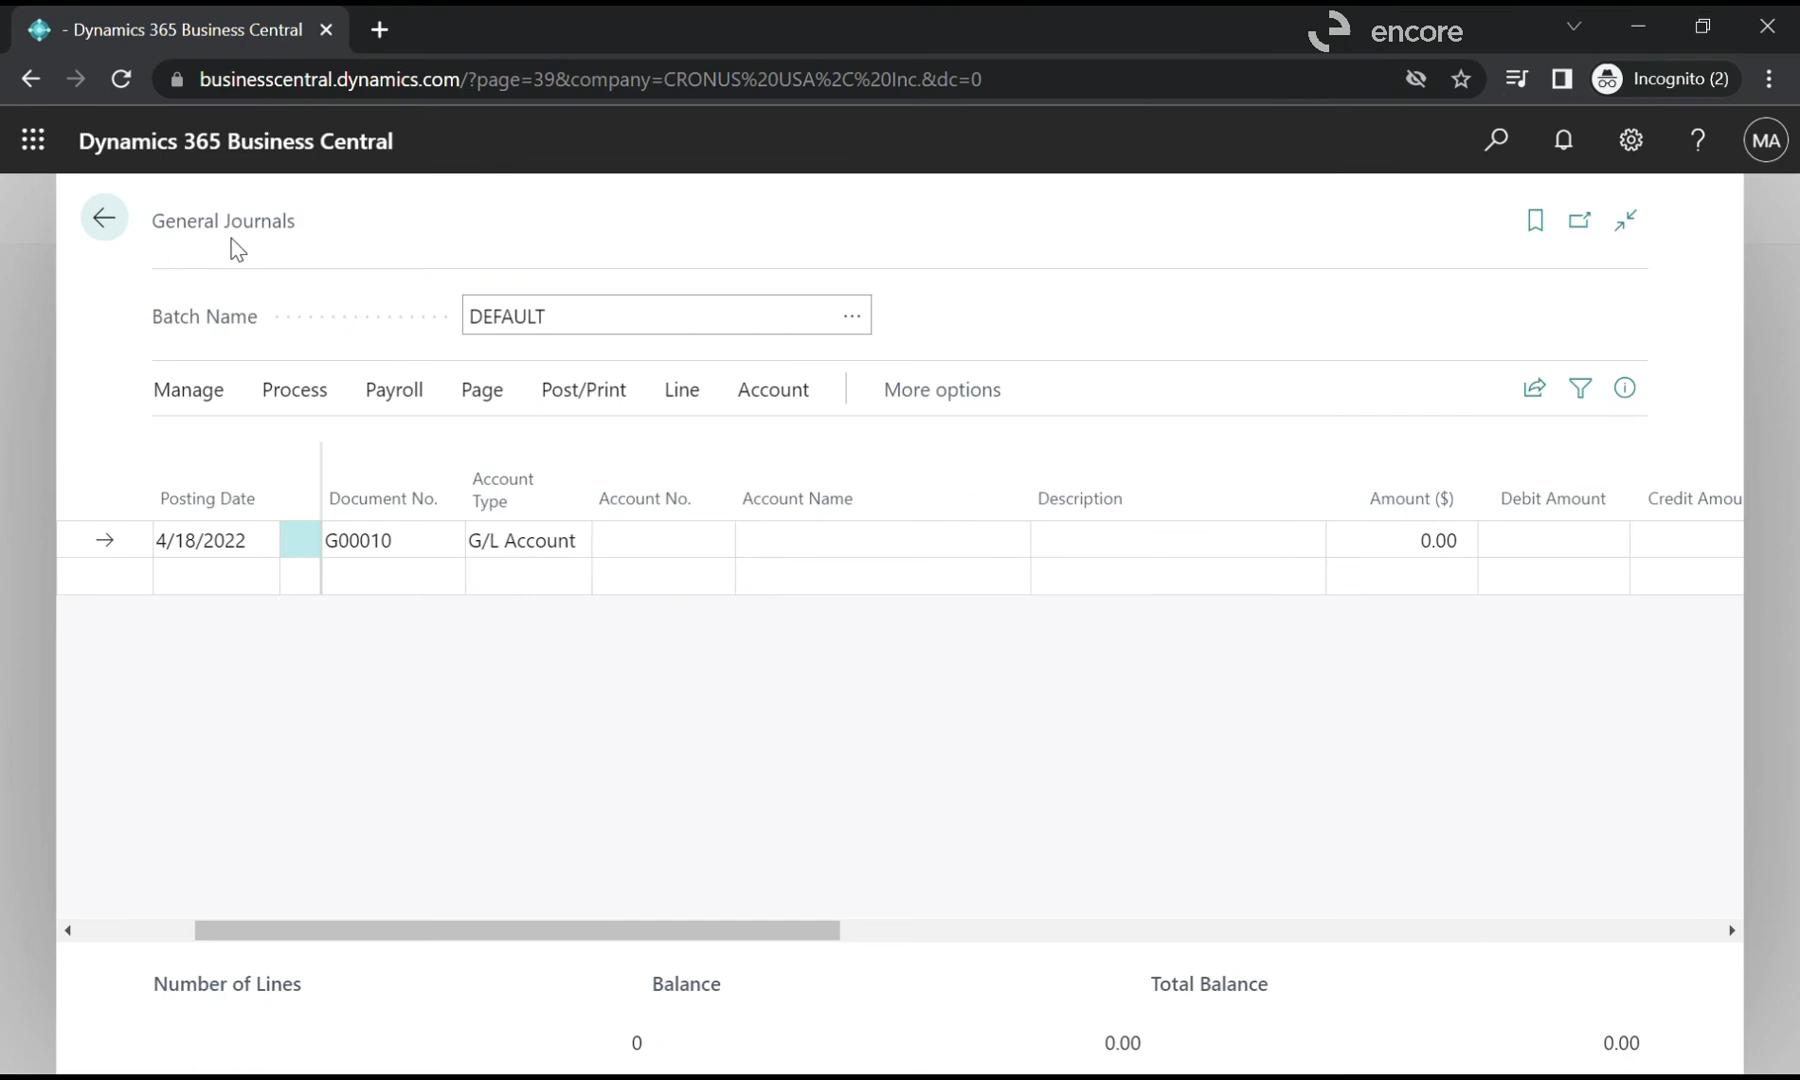 - Dynamics 365 Business Central
encore
businesscentral.dynamics.com/?page=39&company=CRONUS%20USA%2C%20Inc.&dc=0
Incognito (2)
Dynamics 365 Business Central
MA
General Journals
Batch Name
DEFAULT
Manage Process Payroll Page Post/Print Line Account More options
Posting Date Document No. Account Type Account No. Account Name Description Amount ($) Debit Amount Credit Amou
4/18/2022 G00010 G/L Account 0.00
Number of Lines Balance Total Balance
0 0.00 0.00